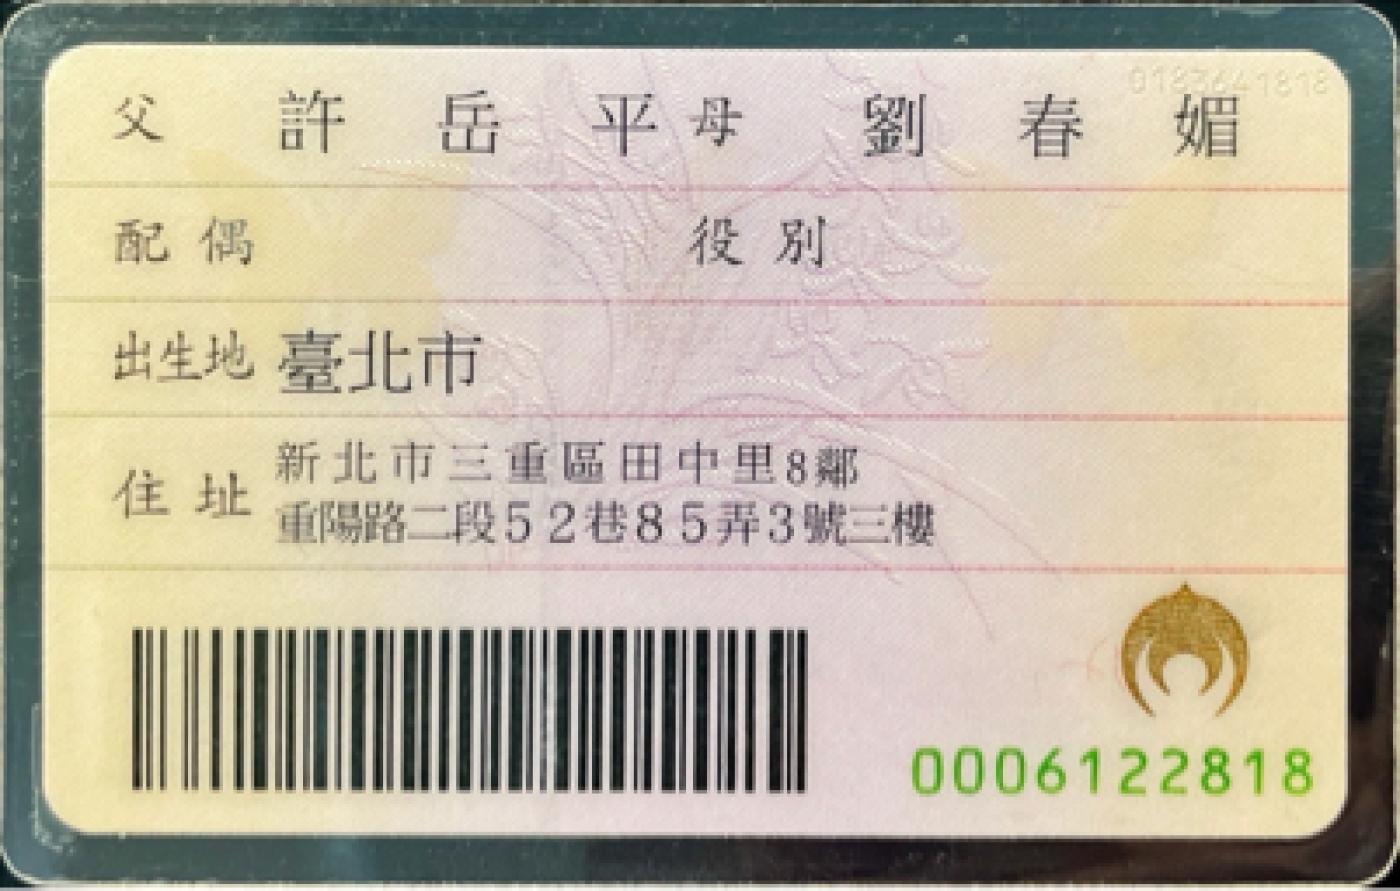 父 許岳平 母 劉春媚
配偶 役別
出生地 臺北市
住址 新北市三重區田中里8鄰
重陽路二段52巷85弄3號三樓
0006122818